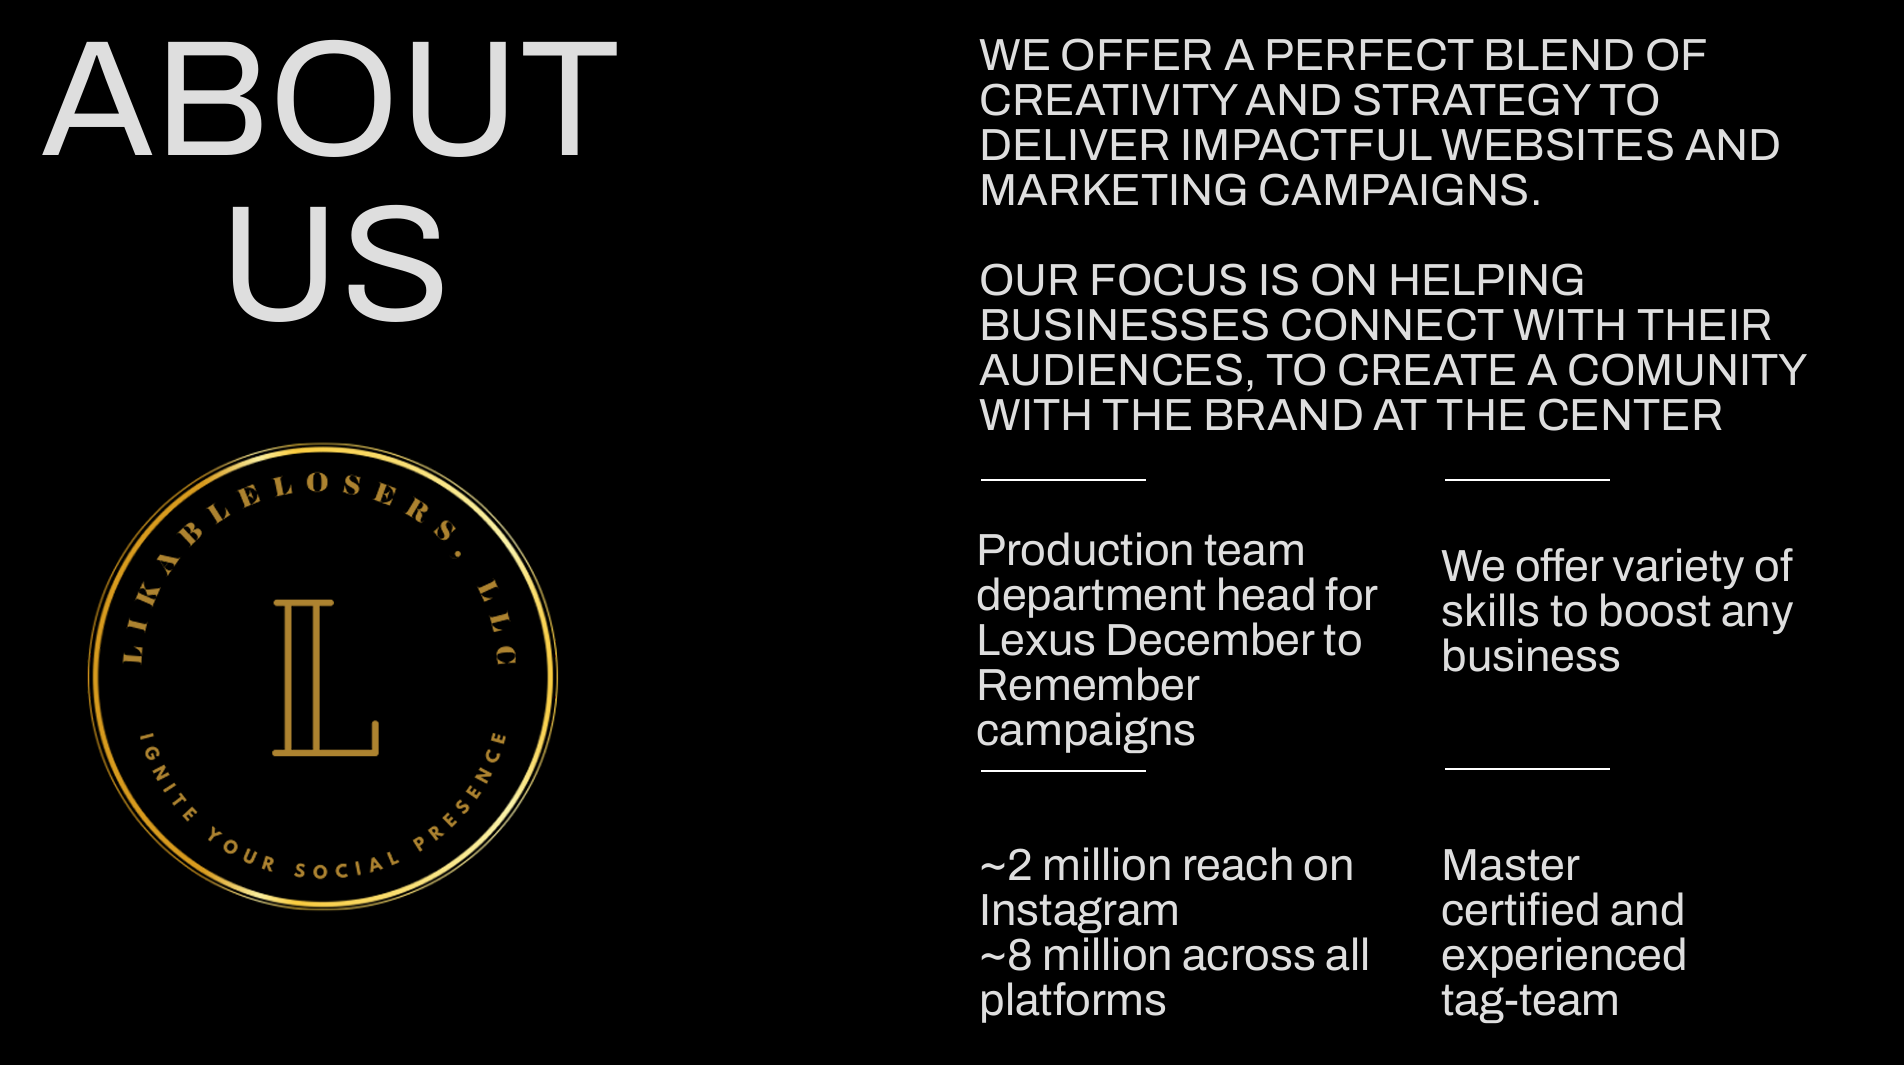 ABOUT
US
LIKABLELOSERS. LLC
L
IGNITE YOUR SOCIAL PRESENCE
WE OFFER A PERFECT BLEND OF
CREATIVITY AND STRATEGY TO
DELIVER IMPACTFUL WEBSITES AND
MARKETING CAMPAIGNS.
OUR FOCUS IS ON HELPING
BUSINESSES CONNECT WITH THEIR
AUDIENCES, TO CREATE A COMUNITY
WITH THE BRAND AT THE CENTER
Production team
department head for
Lexus December to
Remember
campaigns
We offer variety of
skills to boost any
business
~2 million reach on
Instagram
~8 million across all
platforms
Master
certified and
experienced
tag-team